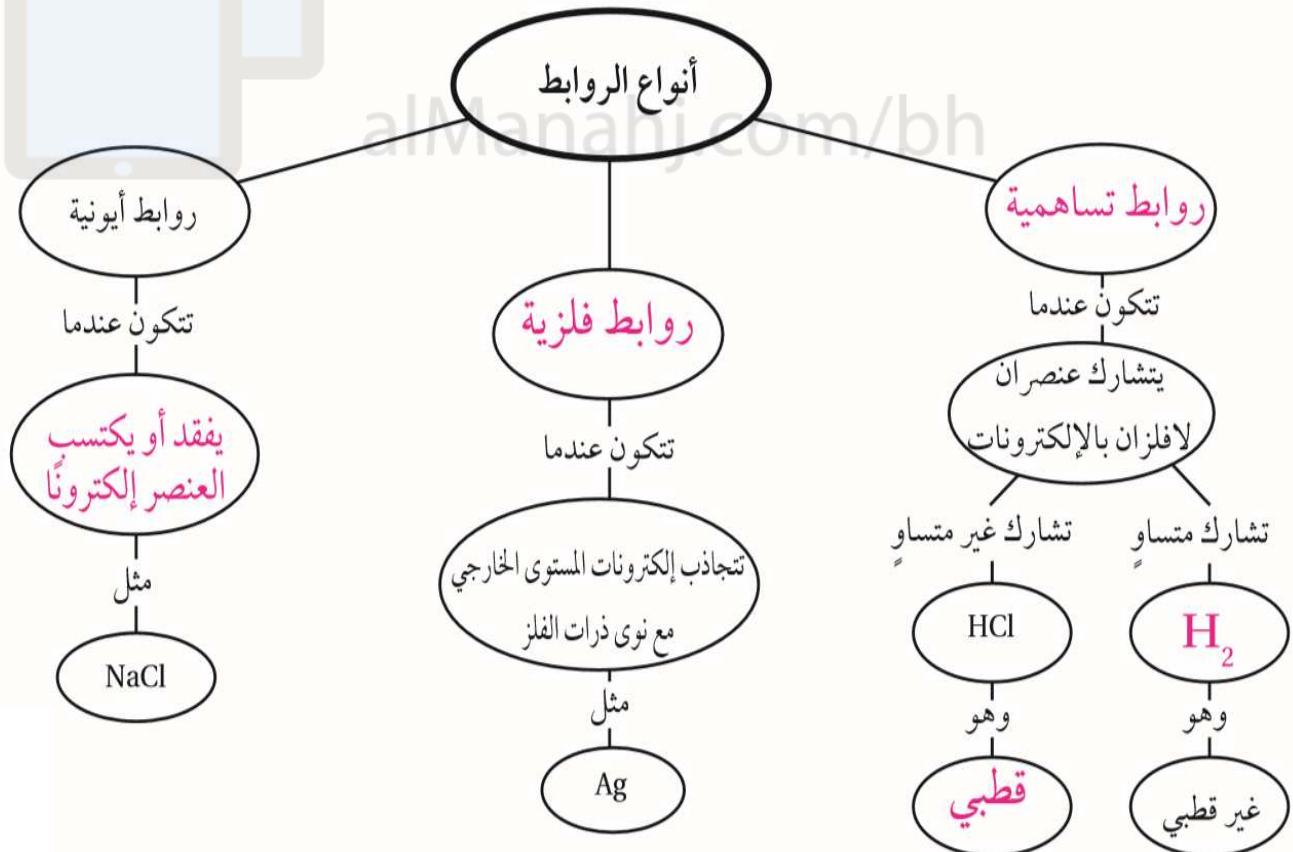 أنواع الروابط
alManahj.com/bh
روابط تساهمية
تتكون عندما
يتشارك عنصران
لافلزان بالإلكترونات
تشارك متساوٍ
H₂
وهو
غير قطبي
تشارك غير متساوٍ
HCl
وهو
قطبي
روابط فلزية
تتكون عندما
تتجاذب إلكترونات المستوى الخارجي
مع نوى ذرات الفلز
مثل
Ag
روابط أيونية
تتكون عندما
يفقد أو يكتسب
العنصر إلكترونًا
مثل
NaCl